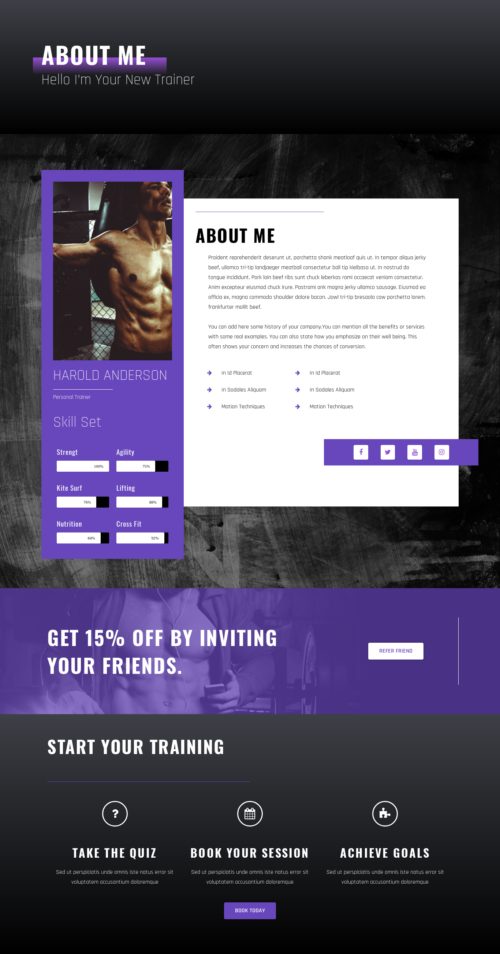 ABOUT ME
Hello I'm Your New Trainer
HAROLD ANDERSON
Personal Trainer
Skill Set
Strengt
100%
Agility
75%
Kite Surf
Lifting
Nutrition
Cross Fit
ABOUT ME
Proident reprehenderit deserunt ut, porchetta shank meatloaf quis ut. In tempor aliqua jerky
beef, ullamco tri-tip landjaeger meatball consectetur ball tip kielbasa ut. In nostrud do
tongue incididunt. Pork loin beef ribs sunt chuck leberkas rami occaecat veniam consectetur.
Anim excepteur eiusmod chuck irure. Pastrami ank magna jerky ullamco sausage. Eiusmod ea
officia ex, magna commodo shoulder dolore bacon. Jowl tri-tip bresaola cow porchetta lorem
frankfurter mollit beef.
You can add here some history of your company.You can mention all the benefits or services
with some real examples. You can also state how you emphasize on their well being. This
often shows your concern and increases the chances of conversion.
In Id Placerat
In Id Placerat
In Sodales Aliquam
In Sodales Aliquam
Motion Techniques
Motion Techniques
GET 15% OFF BY INVITING
YOUR FRIENDS.
REFER FRIEND
START YOUR TRAINING
TAKE THE QUIZ
Sed ut perspiciatis unde omnis iste natus error sit
voluptatem accusantium doloremque
BOOK YOUR SESSION
Sed ut perspiciatis unde omnis iste natus error sit
voluptatem accusantium doloremque
ACHIEVE GOALS
Sed ut perspiciatis unde omnis iste natus error sit
voluptatem accusantium doloremque
BOOK TODAY